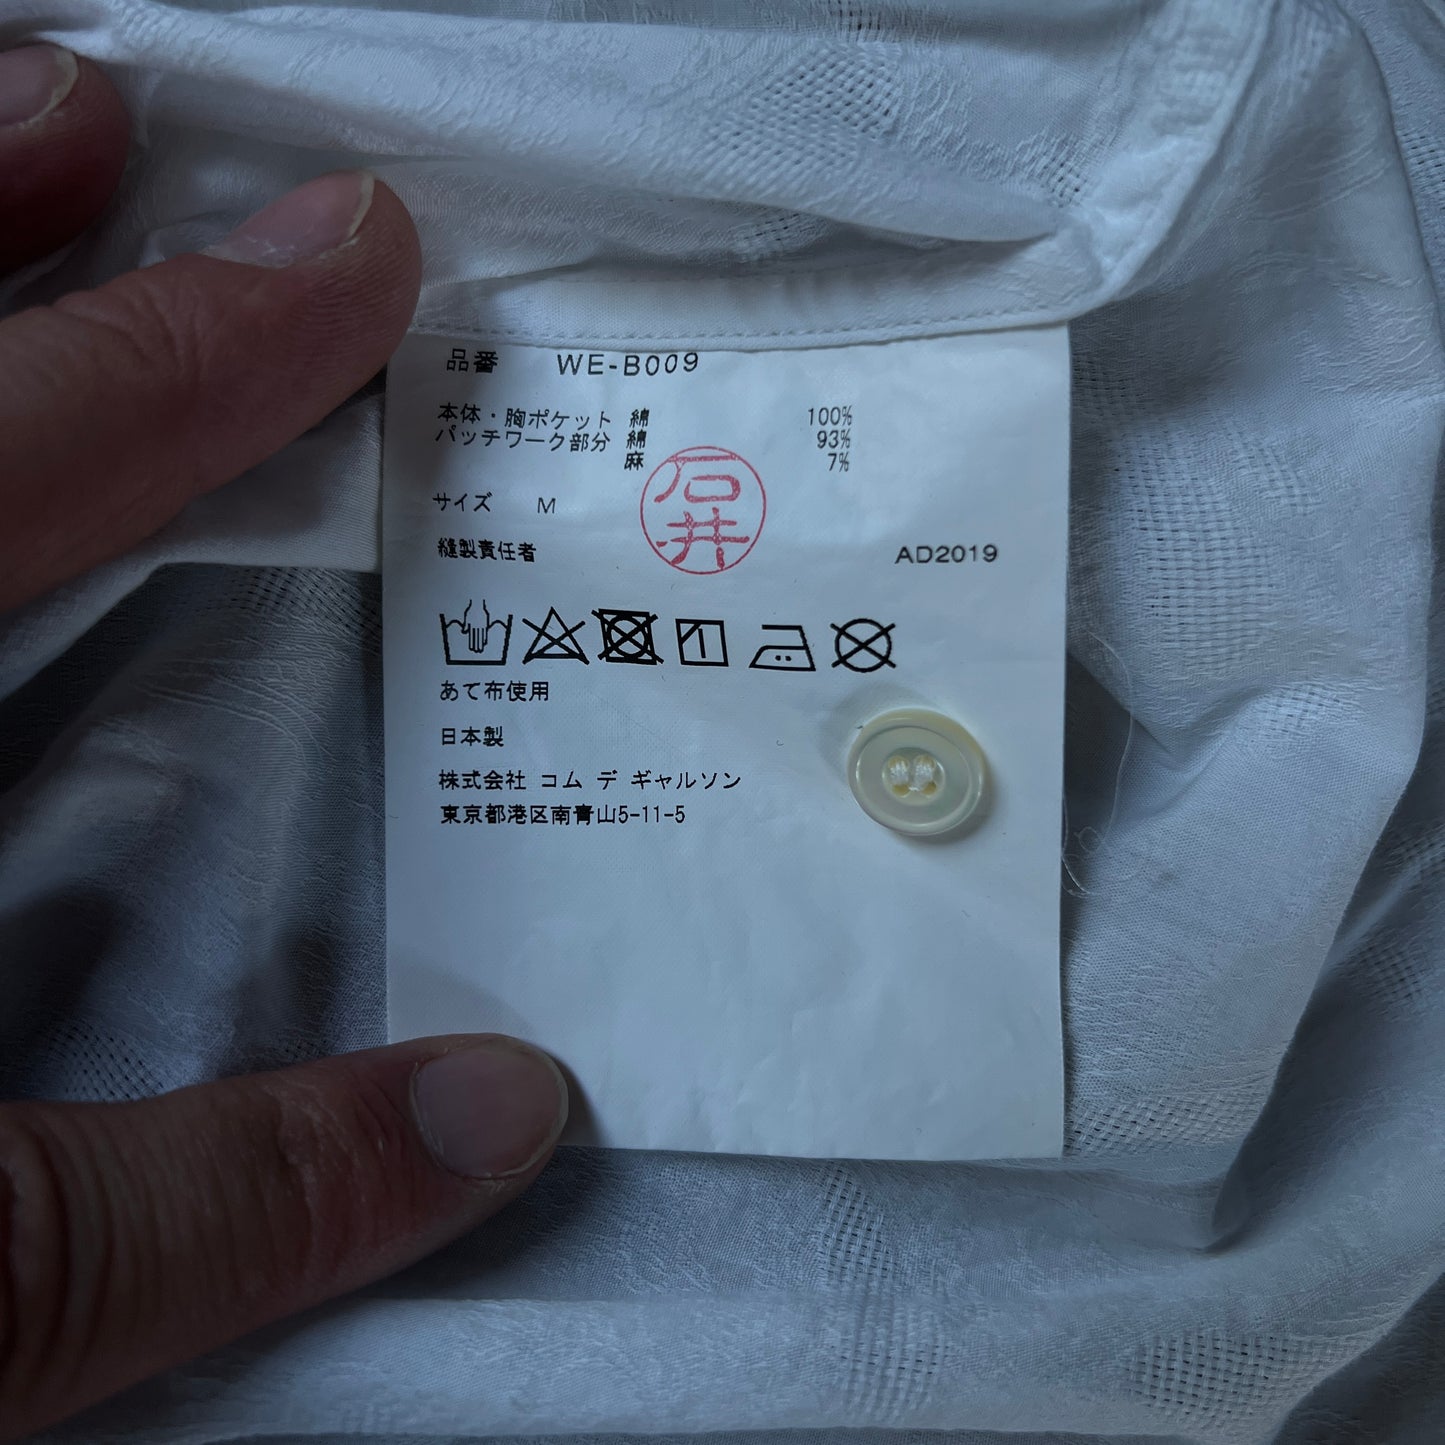 品番 WE-B009
本体・胸ポケット 綿 100%
パッチワーク部分 綿 93%
麻 7%
サイズ M
石井
縫製責任者 AD2019
あて布使用
日本製
株式会社 コム デ ギャルソン
東京都港区南青山5-11-5